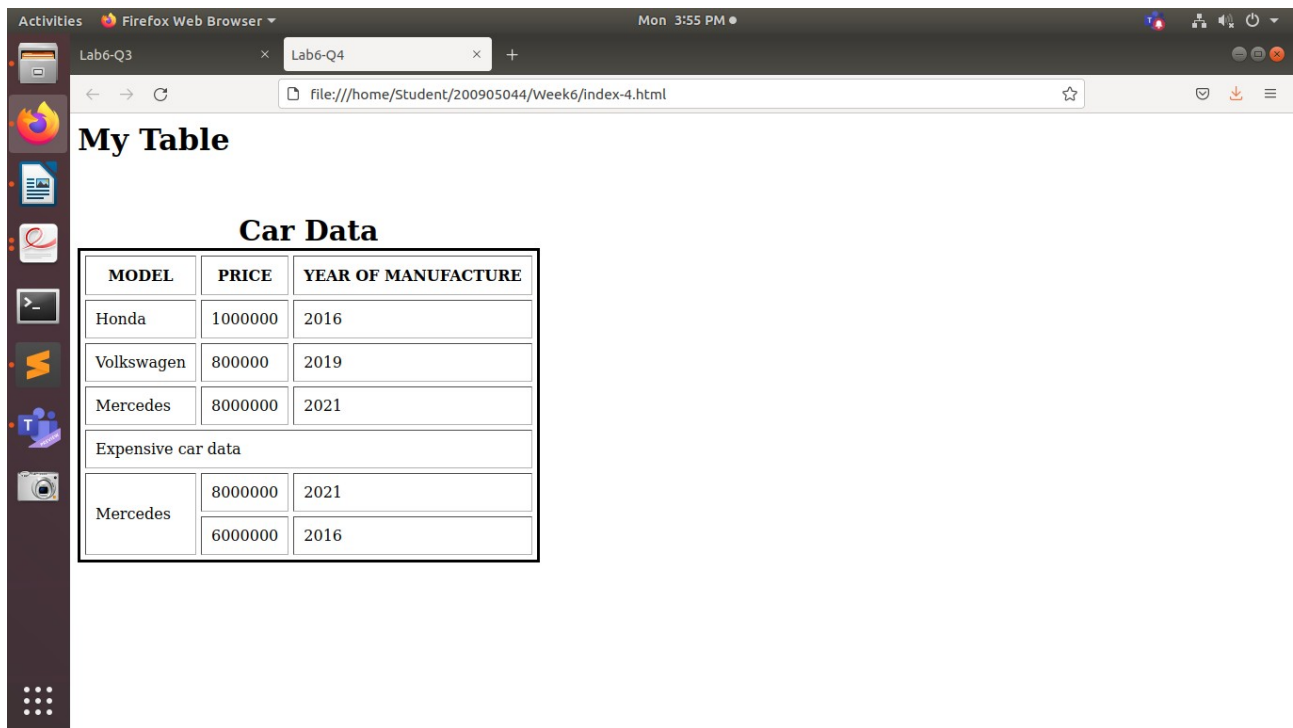 Activities Firefox Web Browser Mon 3:55 PM
Lab6-Q3 Lab6-Q4
file:///home/Student/200905044/Week6/index-4.html
My Table
Car Data
MODEL PRICE YEAR OF MANUFACTURE
Honda 1000000 2016
Volkswagen 800000 2019
Mercedes 8000000 2021
Expensive car data
Mercedes 8000000 2021
6000000 2016